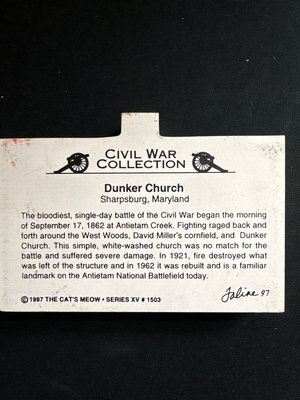 CIVIL WAR
COLLECTION
Dunker Church
Sharpsburg, Maryland
The bloodiest, single-day battle of the Civil War began the morning
of September 17, 1862 at Antietam Creek. Fighting raged back and
forth around the West Woods, David Miller's cornfield, and Dunker
Church. This simple, white-washed church was no match for the
battle and suffered severe damage. In 1921, fire destroyed what
was left of the structure and in 1962 it was rebuilt and is a familiar
landmark on the Antietam National Battlefield today.
©1997 THE CAT'S MEOW • SERIES XV # 1503
Faline 97